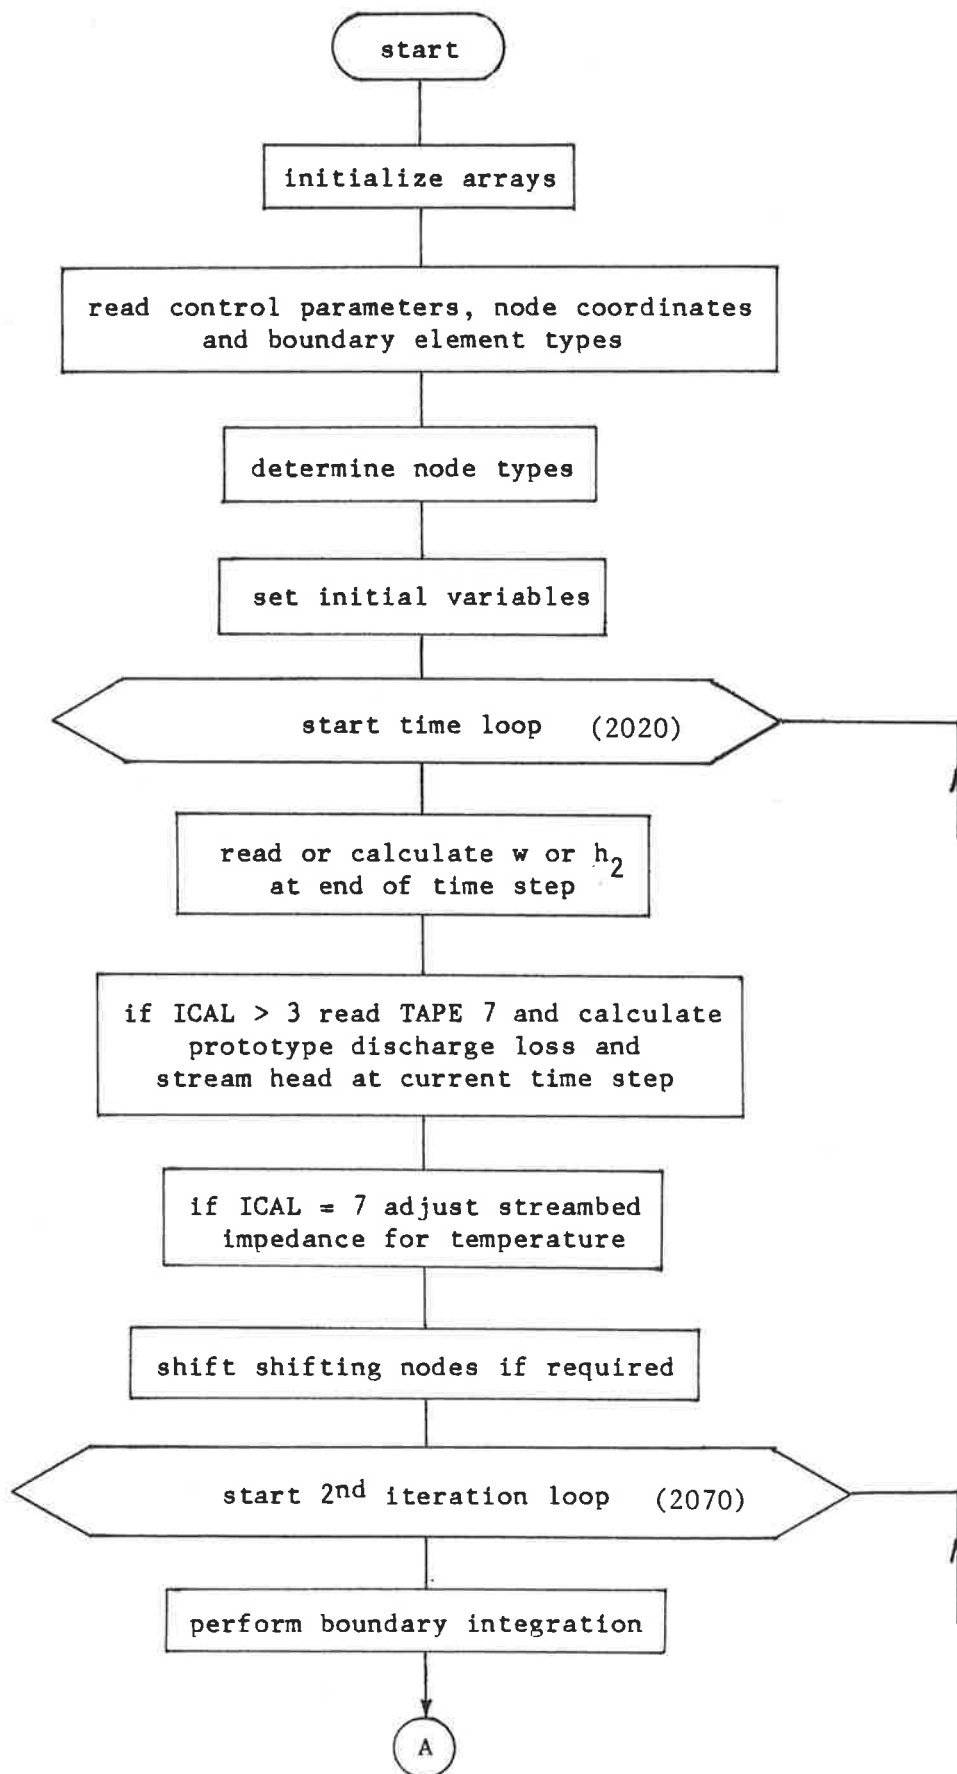 start
initialize arrays
read control parameters, node coordinates
and boundary element types
determine node types
set initial variables
start time loop (2020)
read or calculate w or h₂
at end of time step
if ICAL > 3 read TAPE 7 and calculate
prototype discharge loss and
stream head at current time step
if ICAL = 7 adjust streambed
impedance for temperature
shift shifting nodes if required
start 2nd iteration loop (2070)
perform boundary integration
A